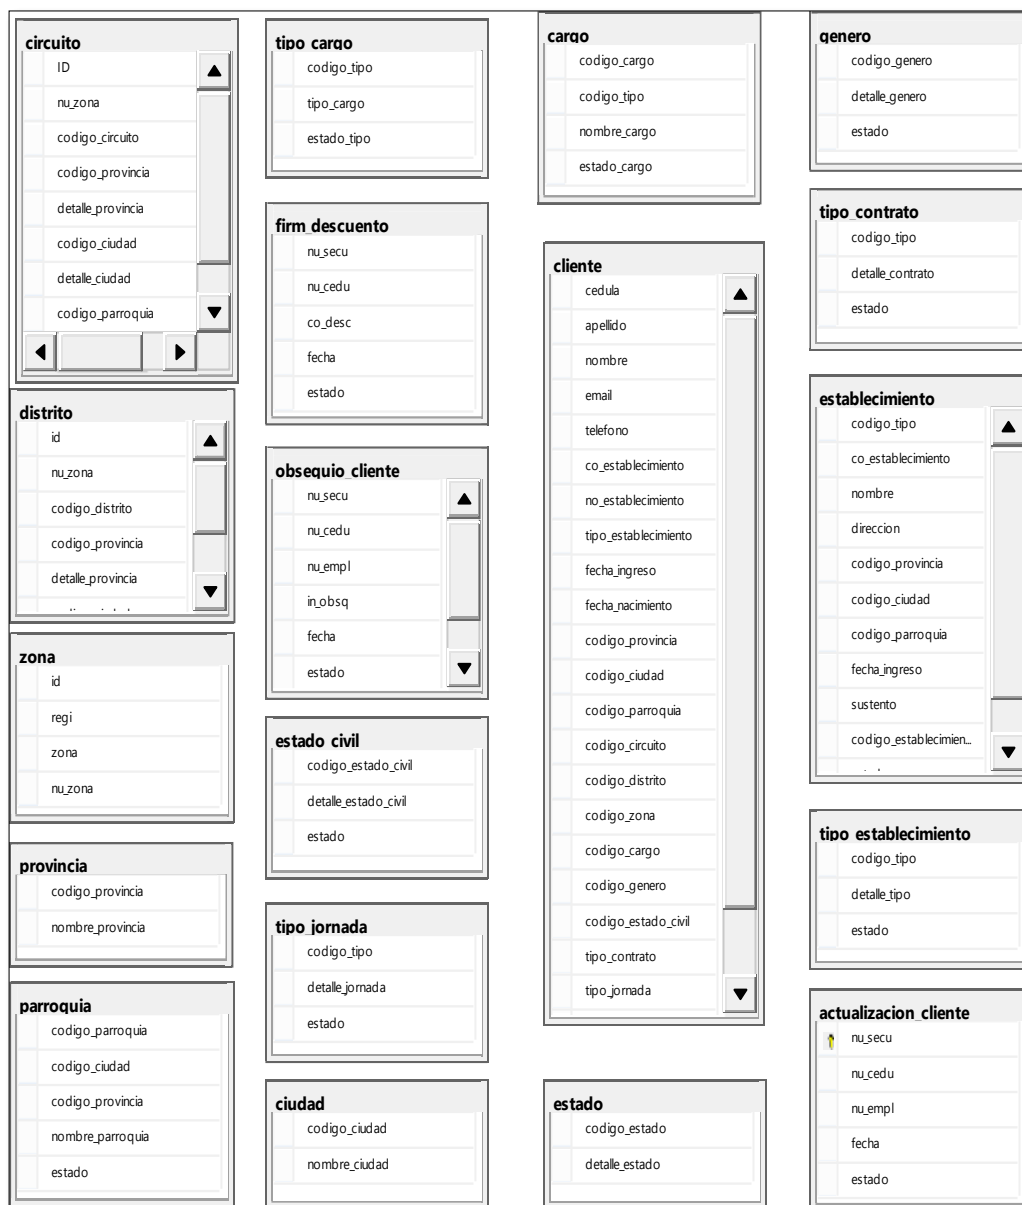 circuito
ID
nu_zona
codigo_circuito
codigo_provincia
detalle_provincia
codigo_ciudad
detalle_ciudad
codigo_parroquia
distrito
id
nu_zona
codigo_distrito
codigo_provincia
detalle_provincia
zona
id
regi
zona
nu_zona
provincia
codigo_provincia
nombre_provincia
parroquia
codigo_parroquia
codigo_ciudad
codigo_provincia
nombre_parroquia
estado
tipo_cargo
codigo_tipo
tipo_cargo
estado_tipo
firm_descuento
nu_secu
nu_cedu
co_desc
fecha
estado
obsequio_cliente
nu_secu
nu_cedu
nu_empl
in_obsq
fecha
estado
estado_civil
codigo_estado_civil
detalle_estado_civil
estado
tipo_jornada
codigo_tipo
detalle_jornada
estado
ciudad
codigo_ciudad
nombre_ciudad
cargo
codigo_cargo
codigo_tipo
nombre_cargo
estado_cargo
cliente
cedula
apellido
nombre
email
telefono
co_establecimiento
no_establecimiento
tipo_establecimiento
fecha_ingreso
fecha_nacimiento
codigo_provincia
codigo_ciudad
codigo_parroquia
codigo_circuito
codigo_distrito
codigo_zona
codigo_cargo
codigo_genero
codigo_estado_civil
tipo_contrato
tipo_jornada
estado
codigo_estado
detalle_estado
genero
codigo_genero
detalle_genero
estado
tipo_contrato
codigo_tipo
detalle_contrato
estado
establecimiento
codigo_tipo
co_establecimiento
nombre
direccion
codigo_provincia
codigo_ciudad
codigo_parroquia
fecha_ingreso
sustento
codigo_establecimien...
tipo_establecimiento
codigo_tipo
detalle_tipo
estado
actualizacion_cliente
nu_secu
nu_cedu
nu_empl
fecha
estado